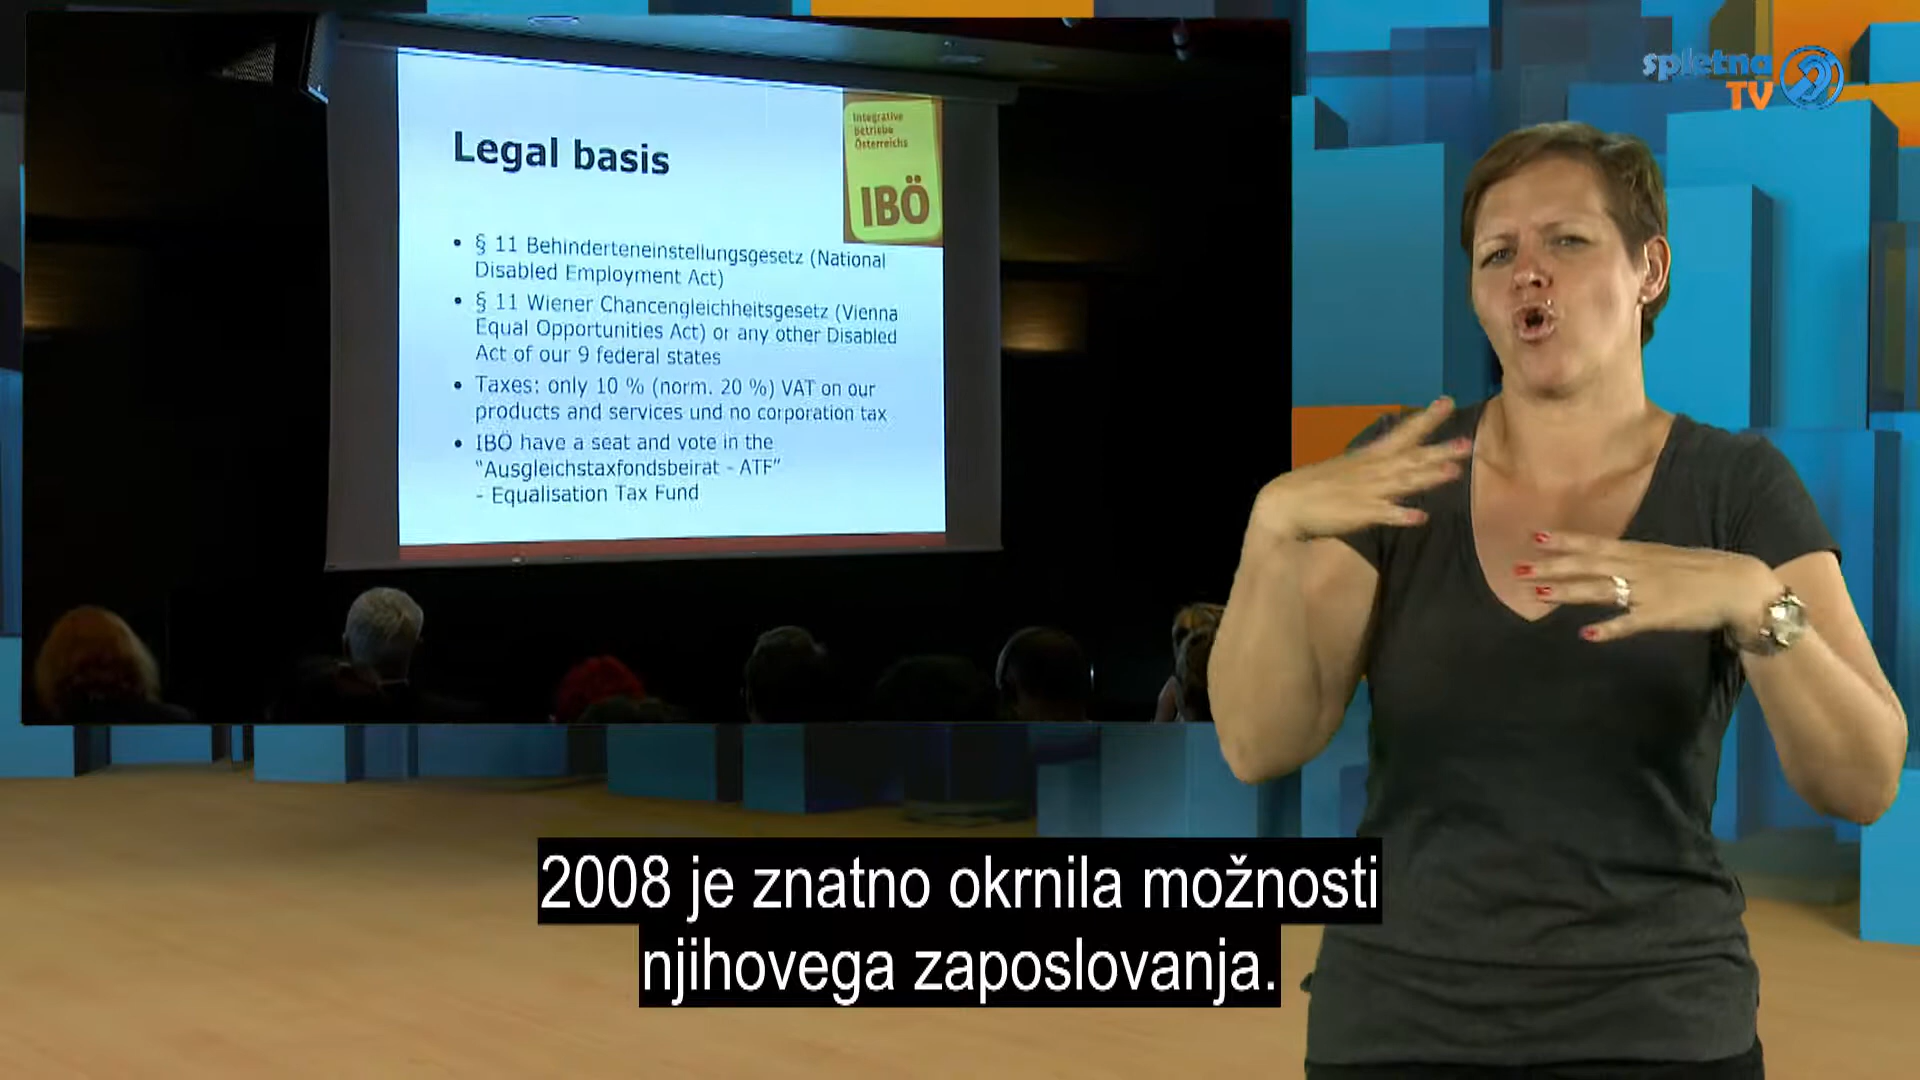 spletna
TV
Integrative
Betriebe
Österreichs
IBÖ
Legal basis
• § 11 Behinderteneinstellungsgesetz (National
Disabled Employment Act)
• § 11 Wiener Chancengleichheitsgesetz (Vienna
Equal Opportunities Act) or any other Disabled
Act of our 9 federal states
• Taxes: only 10 % (norm. 20 %) VAT on our
products and services und no corporation tax
• IBÖ have a seat and vote in the
“Ausgleichstaxfondsbeirat - ATF”
- Equalisation Tax Fund
2008 je znatno okrnila možnosti
njihovega zaposlovanja.